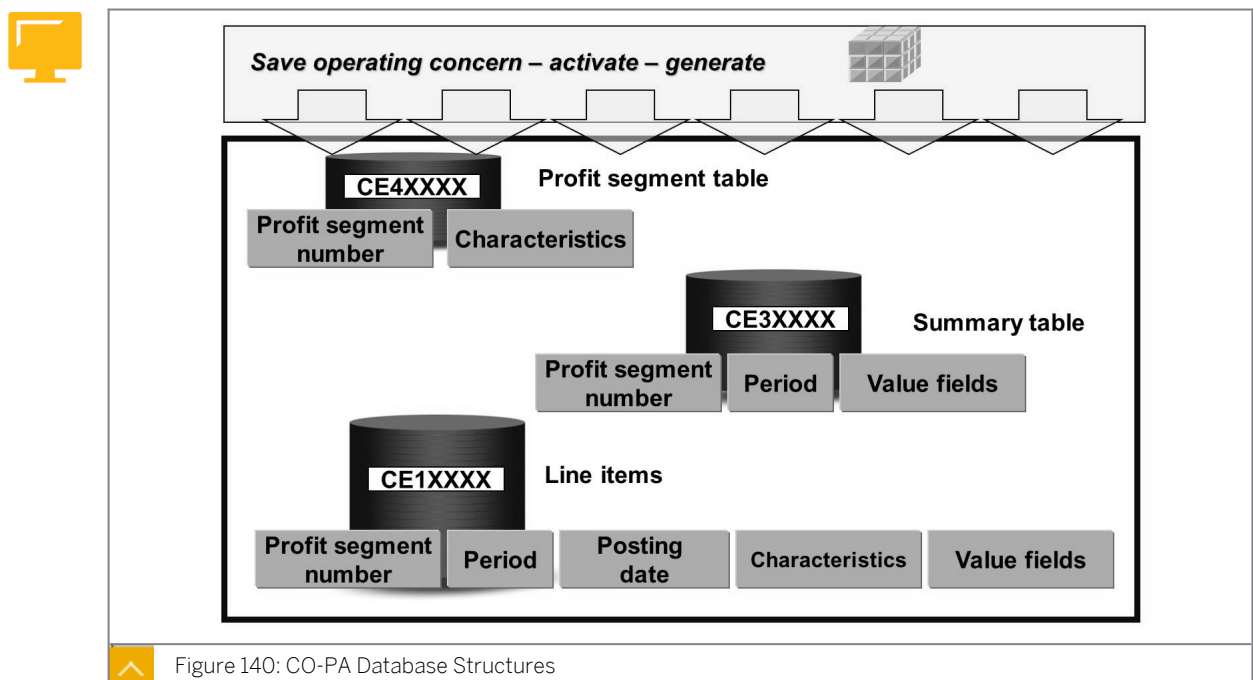 Save operating concern – activate – generate
CE4XXXX
Profit segment table
Profit segment
number
Characteristics
CE3XXXX
Summary table
Profit segment
number
Period
Value fields
CE1XXXX
Line items
Profit segment
number
Period
Posting
date
Characteristics
Value fields
Figure 140: CO-PA Database Structures